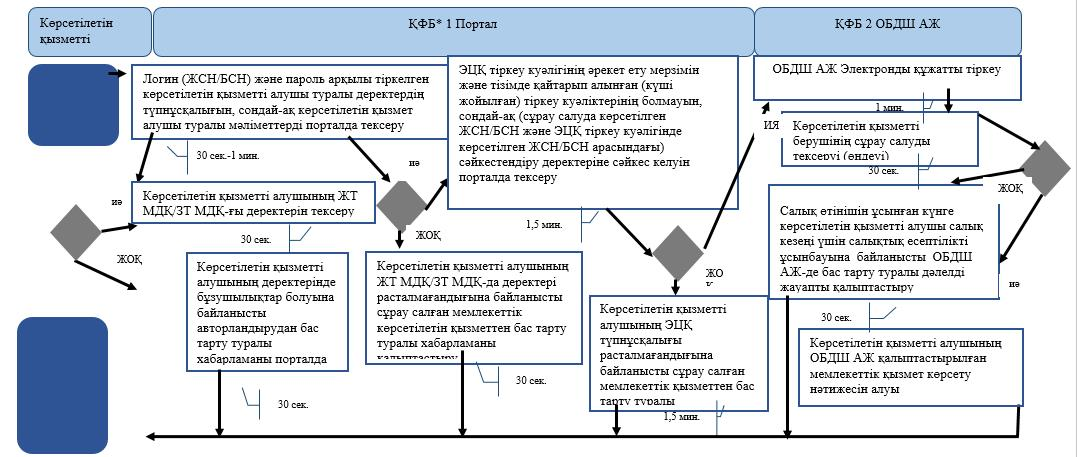 Көрсетілетін
қызметті
ҚФБ* 1 Портал
ҚФБ 2 ОБДШ АЖ
Логин (ЖСН/БСН) және пароль арқылы тіркелген
көрсетілетін қызметті алушы туралы деректердің
түпнұсқалығын, сондай-ақ көрсетілетін қызмет
алушы туралы мәліметтерді порталда тексеру
30 сек.-1 мин.
иә
ЭЦҚ тіркеу куәлігінің әрекет ету мерзімін
және тізімде қайтарып алынған (күші
жойылған) тіркеу куәліктерінің болмауын,
сондай-ақ (сұрау салуда көрсетілген
ЖСН/БСН және ЭЦҚ тіркеу куәлігінде
көрсетілген ЖСН/БСН арасындағы)
сәйкестендіру деректеріне сәйкес келуін
порталда тексеру
1,5 мин.
ОБДШ АЖ Электронды құжатты тіркеу
1 мин.
ИЯ
Көрсетілетін қызметті
берушінің сұрау салуды
тексеруі (өңдеуі)
30 сек.
ЖОҚ
Көрсетілетін қызметті алушының ЖТ
МДҚ/ЗТ МДҚ-ғы деректерін тексеру
иә
30 сек.
ЖОҚ
ЖОҚ
Көрсетілетін қызметті
алушының деректерінде
бұзушылықтар болуына
байланысты
авторландырудан бас
тарту туралы
хабарламаны порталда
30 сек.
Көрсетілетін қызметті алушының
ЖТ МДҚ/ЗТ МДҚ-да деректері
расталмағандығына байланысты
сұрау салған мемлекеттік
көрсетілетін қызметтен бас тарту
туралы хабарламаны
қалыптастыру
30 сек.
ЖО
Көрсетілетін қызметті
алушының ЭЦҚ
түпнұсқалығы
расталмағандығына
байланысты сұрау салған
мемлекеттік қызметтен бас
тарту туралы
1,5 мин.
Салық өтінішін ұсынған күнге
көрсетілетін қызметті алушы салық
кезеңі үшін салықтық есептілікті
ұсынбауына байланысты ОБДШ
АЖ-де бас тарту туралы дәлелді
жауапты қалыптастыру
иә
30 сек.
Көрсетілетін қызметті алушының
ОБДШ АЖ қалыптастырылған
мемлекеттік қызмет көрсету
нәтижесін алуы